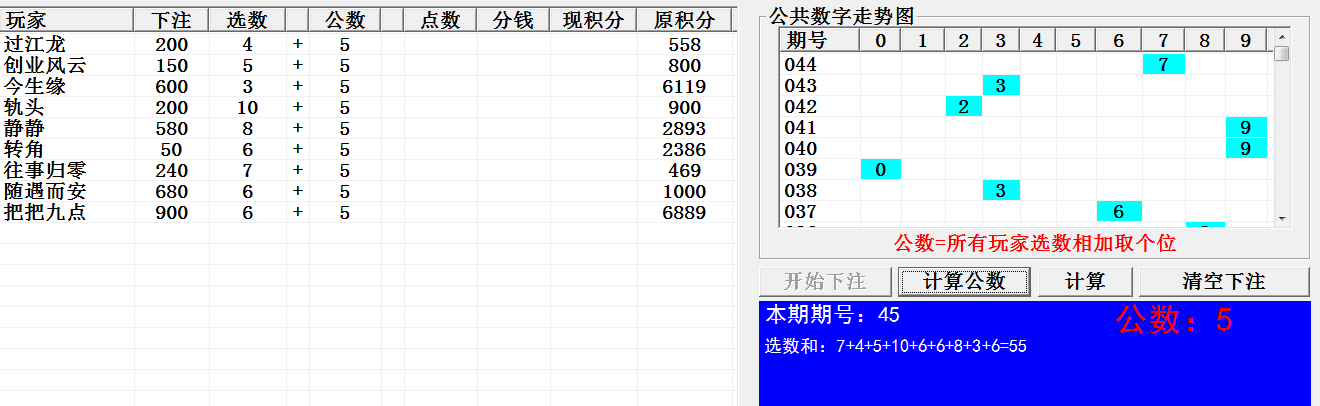 玩家 下注 选数 公数 点数 分钱 现积分 原积分
过江龙 200 4 + 5 558
创业风云 150 5 + 5 800
今生缘 600 3 + 5 6119
轨头 200 10 + 5 900
静静 580 8 + 5 2893
转角 50 6 + 5 2386
往事归零 240 7 + 5 469
随遇而安 680 6 + 5 1000
把把九点 900 6 + 5 6889
公共数字走势图
期号 0 1 2 3 4 5 6 7 8 9
044 7
043 3
042 2
041 9
040 9
039 0
038 3
037 6
公数=所有玩家选数相加取个位
开始下注 计算公数 计算 清空下注
本期期号：45 公数：5
选数和：7+4+5+10+6+6+8+3+6=55